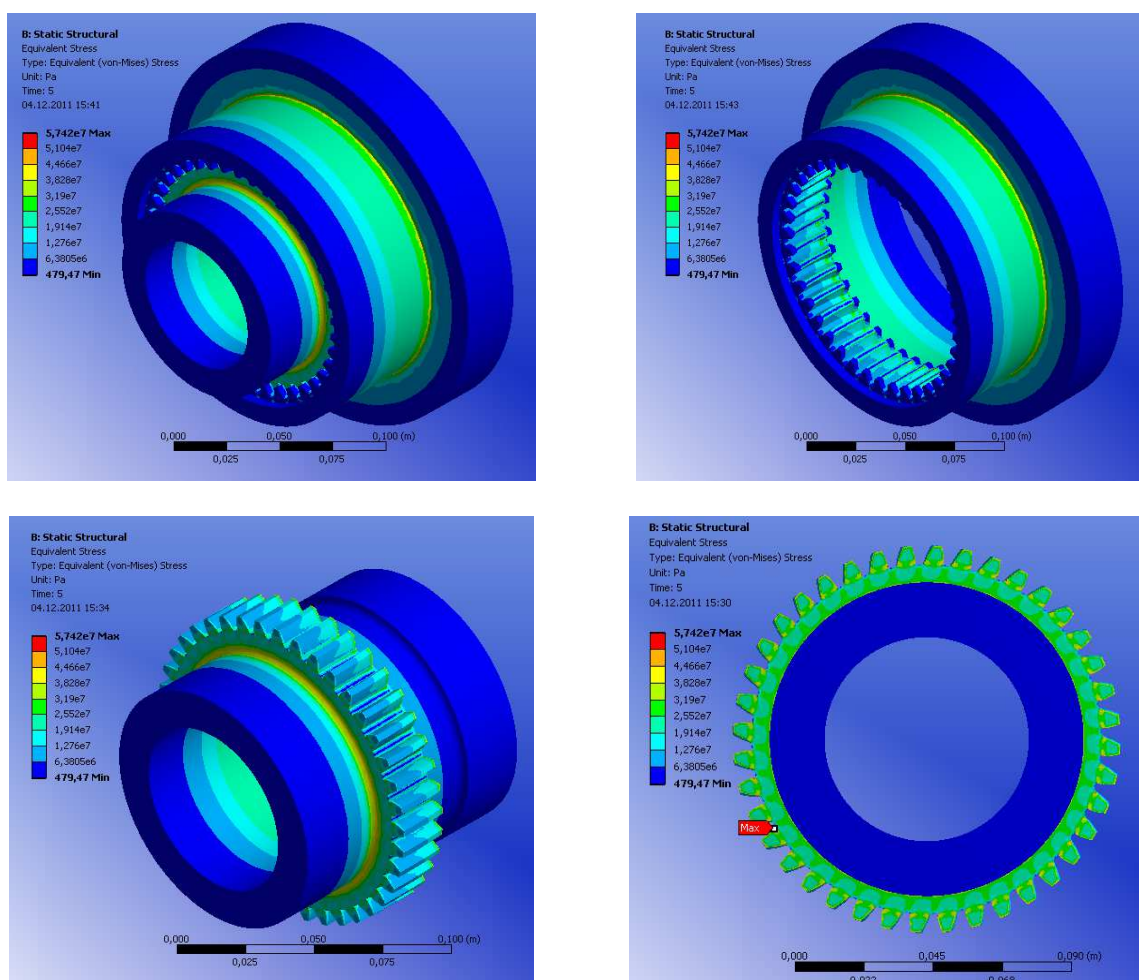 B: Static Structural
Equivalent Stress
Type: Equivalent (von-Mises) Stress
Unit: Pa
Time: 5
04.12.2011 15:41
5,742e7 Max
5,104e7
4,466e7
3,828e7
3,19e7
2,552e7
1,914e7
1,276e7
6,3805e6
479,47 Min
0,000
0,050
0,100 (m)
0,025
0,075
B: Static Structural
Equivalent Stress
Type: Equivalent (von-Mises) Stress
Unit: Pa
Time: 5
04.12.2011 15:43
5,742e7 Max
5,104e7
4,466e7
3,828e7
3,19e7
2,552e7
1,914e7
1,276e7
6,3805e6
479,47 Min
0,000
0,050
0,100 (m)
0,025
0,075
B: Static Structural
Equivalent Stress
Type: Equivalent (von-Mises) Stress
Unit: Pa
Time: 5
04.12.2011 15:34
5,742e7 Max
5,104e7
4,466e7
3,828e7
3,19e7
2,552e7
1,914e7
1,276e7
6,3805e6
479,47 Min
0,000
0,050
0,100 (m)
0,025
0,075
B: Static Structural
Equivalent Stress
Type: Equivalent (von-Mises) Stress
Unit: Pa
Time: 5
04.12.2011 15:30
5,742e7 Max
5,104e7
4,466e7
3,828e7
3,19e7
2,552e7
1,914e7
1,276e7
6,3805e6
479,47 Min
Max
0,000
0,045
0,090 (m)